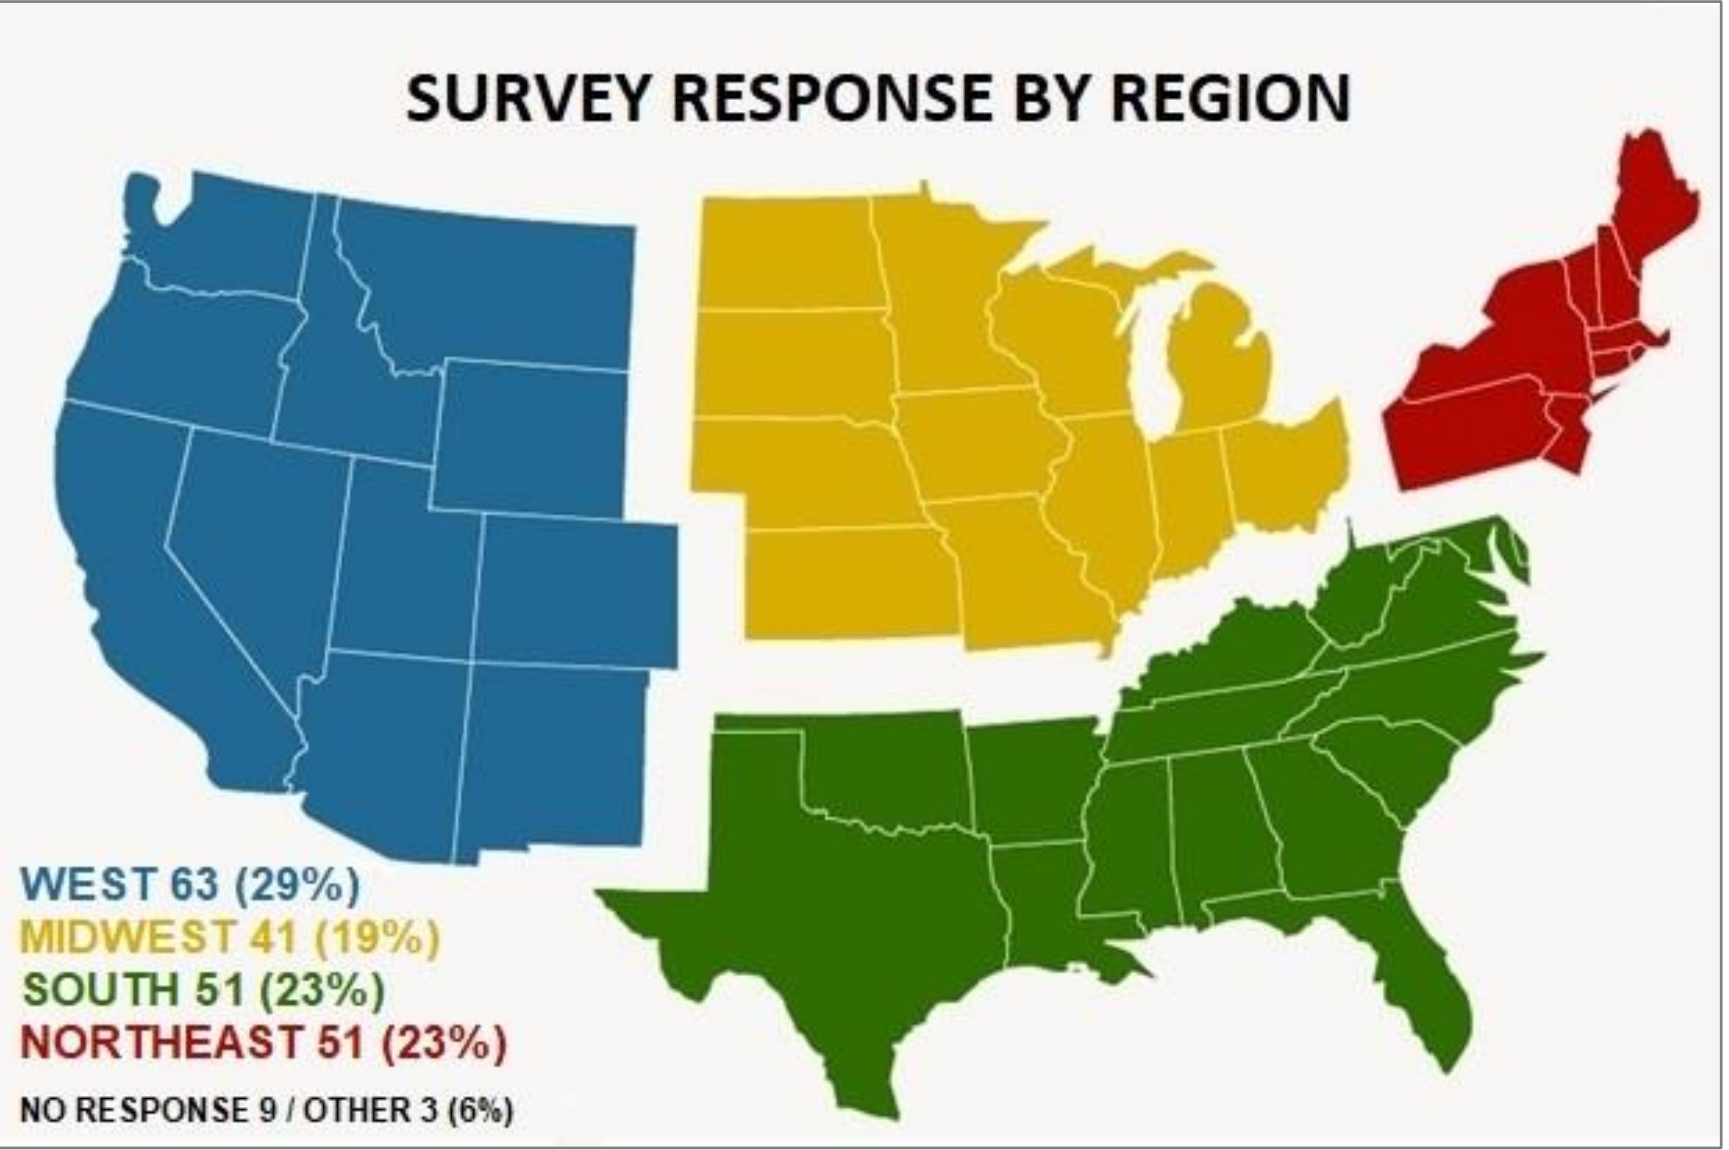 SURVEY RESPONSE BY REGION
WEST 63 (29%)
MIDWEST 41 (19%)
SOUTH 51 (23%)
NORTHEAST 51 (23%)
NO RESPONSE 9 / OTHER 3 (6%)